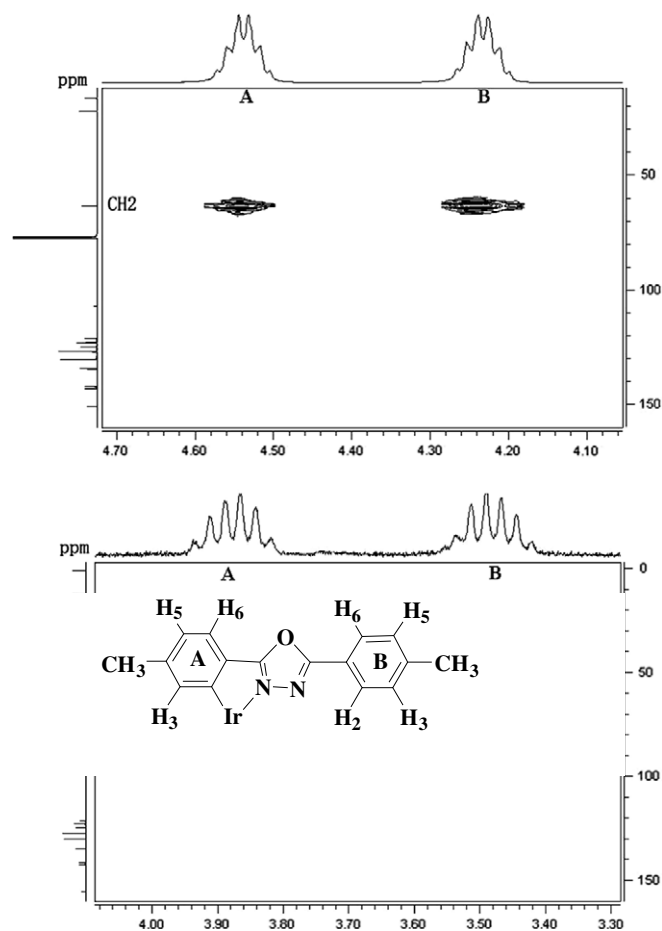 ppm
A B
CH2
50
100
150
4.70 4.60 4.50 4.40 4.30 4.20 4.10
ppm
A B
0
H5 H6 H6 H5
O
CH3 A B CH3
50
N N
H3 Ir H2 H3
100
150
4.00 3.90 3.80 3.70 3.60 3.50 3.40 3.30